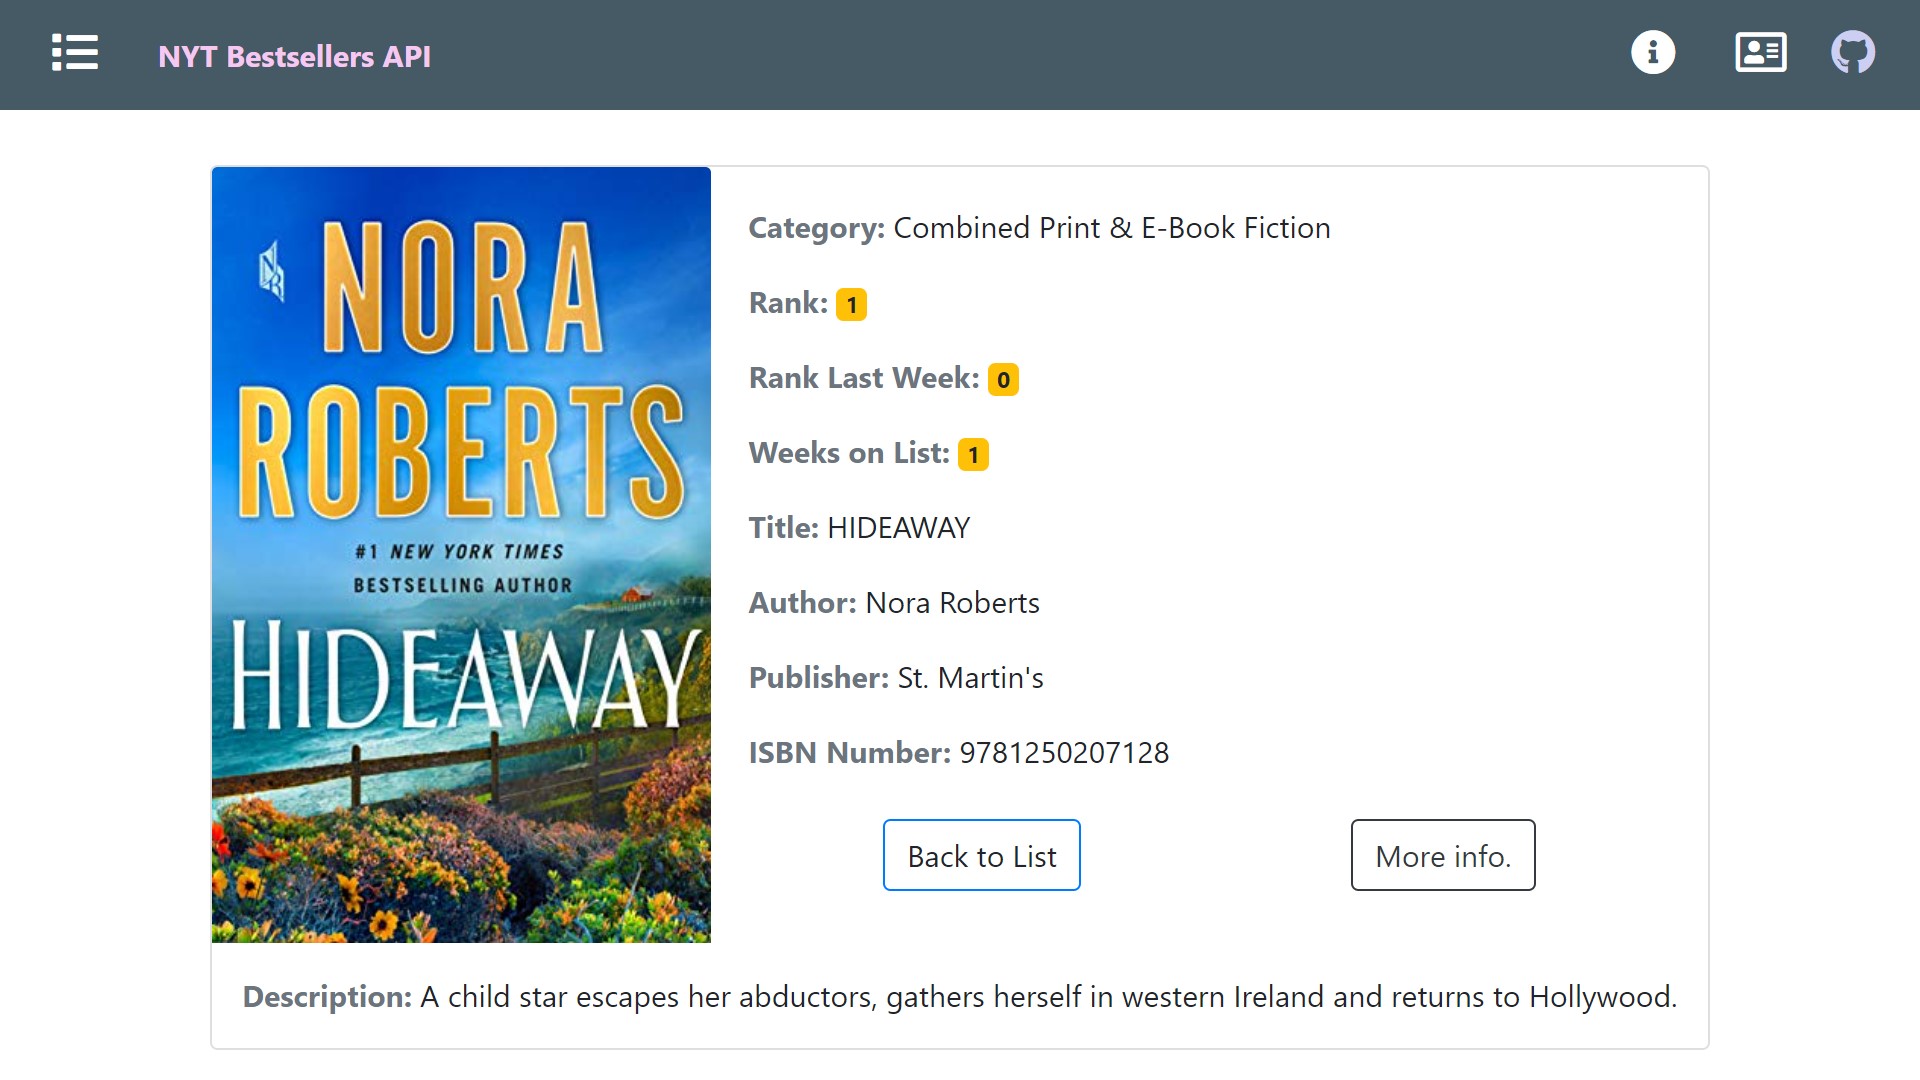 NYT Bestsellers API
NORA
ROBERTS
#1 NEW YORK TIMES
BESTSELLING AUTHOR
HIDEAWAY
Category: Combined Print & E-Book Fiction
Rank: 1
Rank Last Week: 0
Weeks on List: 1
Title: HIDEAWAY
Author: Nora Roberts
Publisher: St. Martin's
ISBN Number: 9781250207128
Back to List
More info.
Description: A child star escapes her abductors, gathers herself in western Ireland and returns to Hollywood.